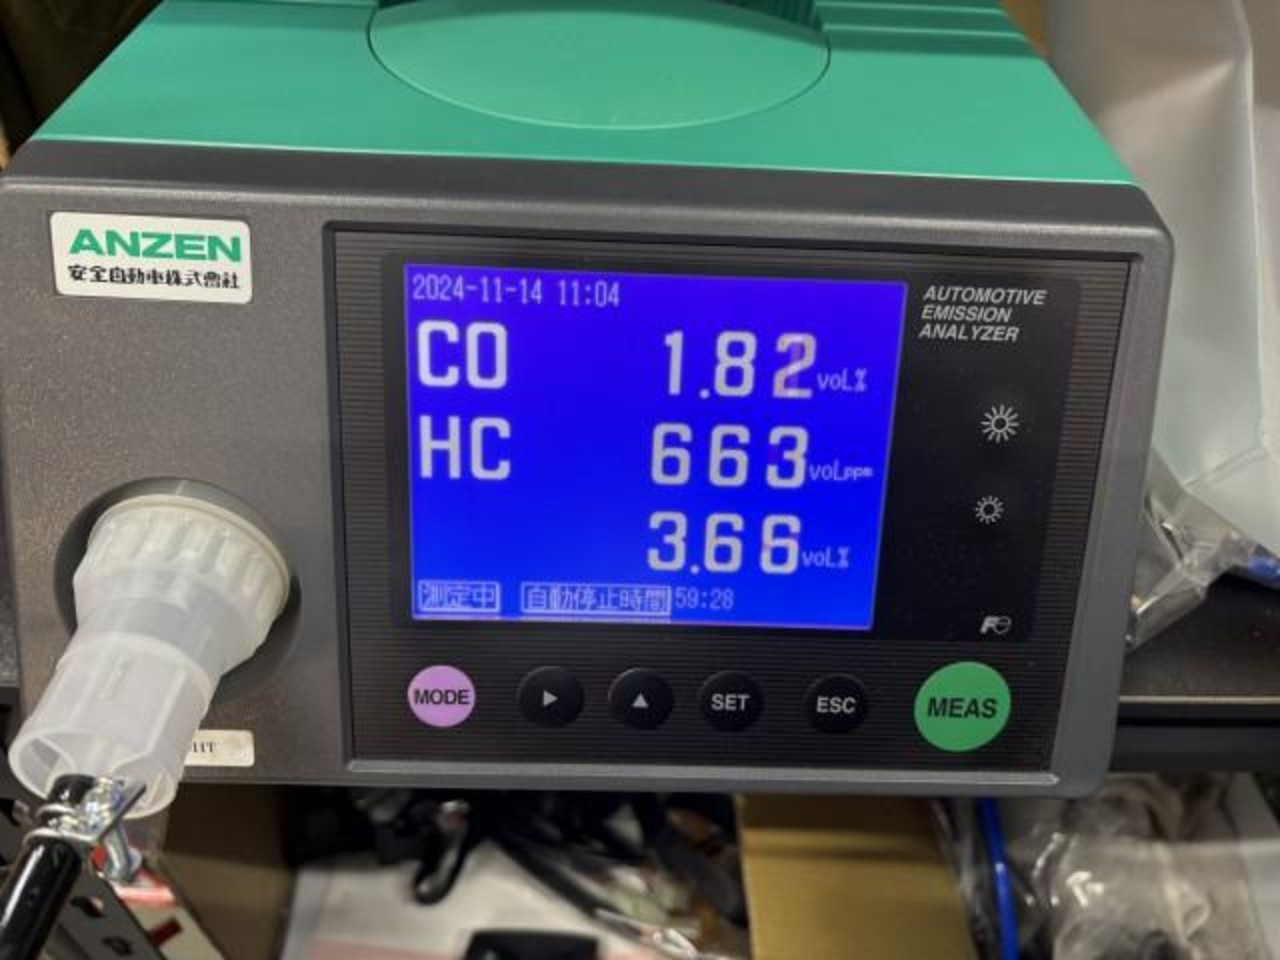 ANZEN
安全自動車株式會社
2024-11-14 11:04
CO 1.82 vol%
HC 663 volppm
3.66 vol%
測定中 自動停止時間 59:28
AUTOMOTIVE
EMISSION
ANALYZER
MODE ▶ ▲ SET ESC MEAS